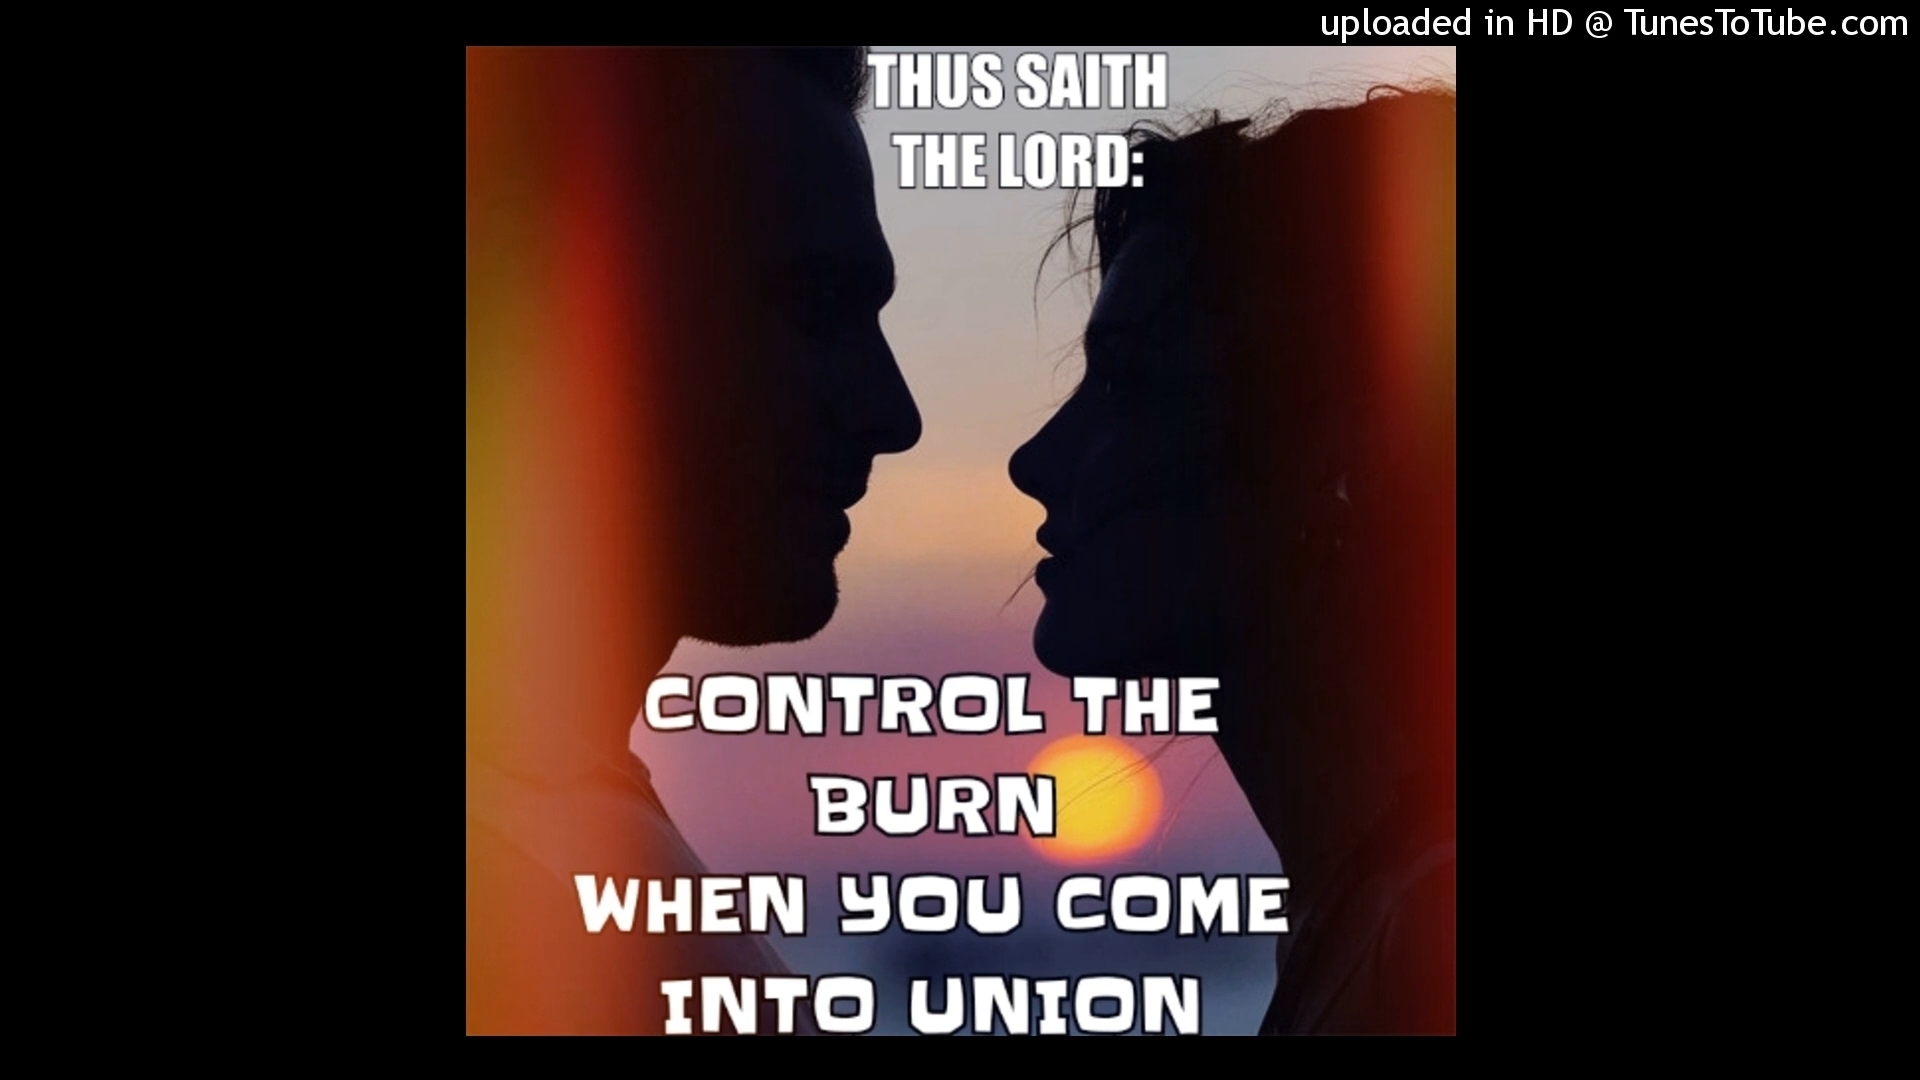 uploaded in HD @ TunesToTube.com
THUS SAITH
THE LORD:
CONTROL THE
BURN
WHEN YOU COME
INTO UNION